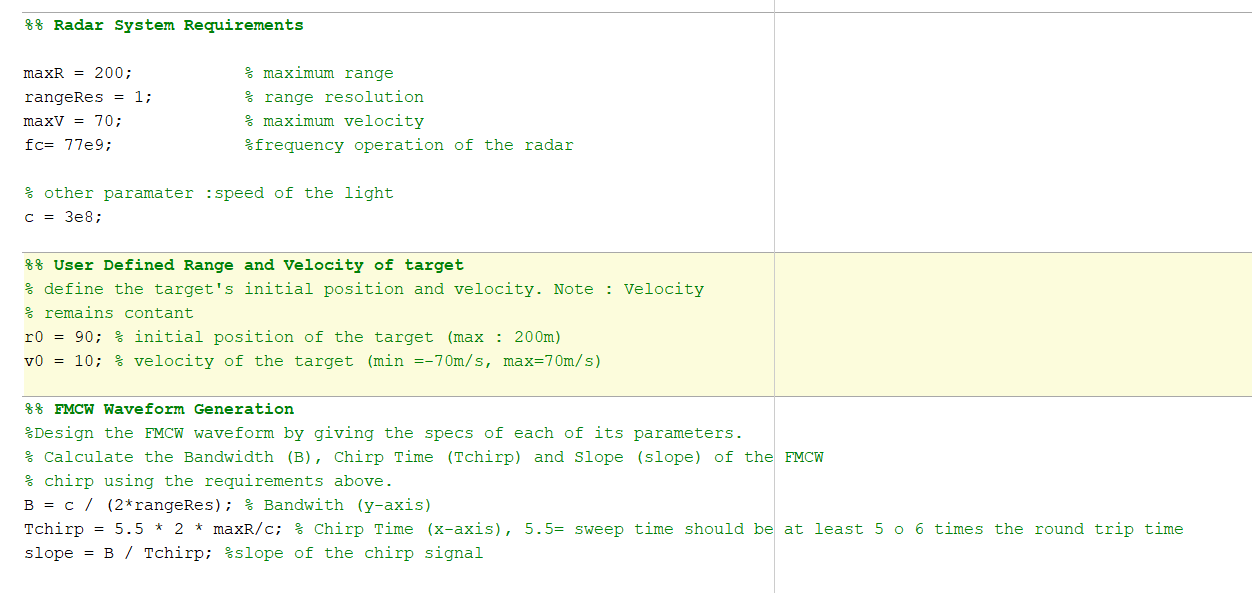 %% Radar System Requirements
maxR = 200; % maximum range
rangeRes = 1; % range resolution
maxV = 70; % maximum velocity
fc= 77e9; %frequency operation of the radar
% other paramater :speed of the light
c = 3e8;
%% User Defined Range and Velocity of target
% define the target's initial position and velocity. Note : Velocity
% remains contant
r0 = 90; % initial position of the target (max : 200m)
v0 = 10; % velocity of the target (min =-70m/s, max=70m/s)
%% FMCW Waveform Generation
%Design the FMCW waveform by giving the specs of each of its parameters.
% Calculate the Bandwidth (B), Chirp Time (Tchirp) and Slope (slope) of the FMCW
% chirp using the requirements above.
B = c / (2*rangeRes); % Bandwith (y-axis)
Tchirp = 5.5 * 2 * maxR/c; % Chirp Time (x-axis), 5.5= sweep time should be at least 5 o 6 times the round trip time
slope = B / Tchirp; %slope of the chirp signal